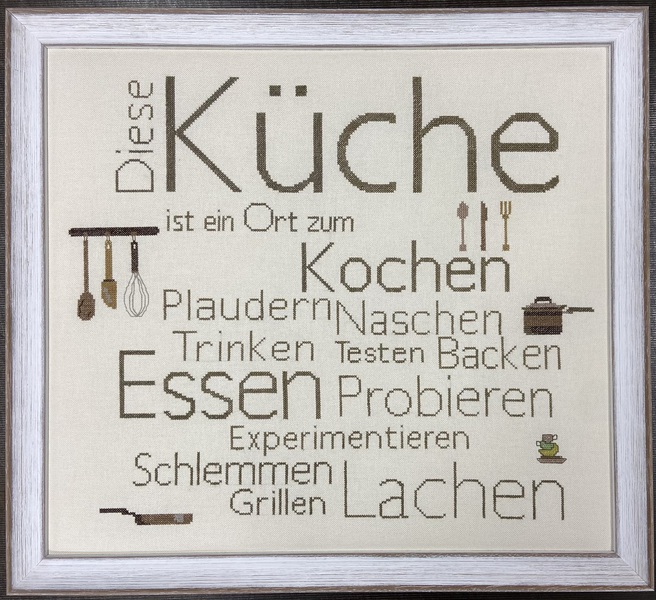 Diese Küche
ist ein Ort zum
Kochen
Plaudern Naschen
Trinken Testen Backen
Essen Probieren
Experimentieren
Schlemmen Lachen
Grillen